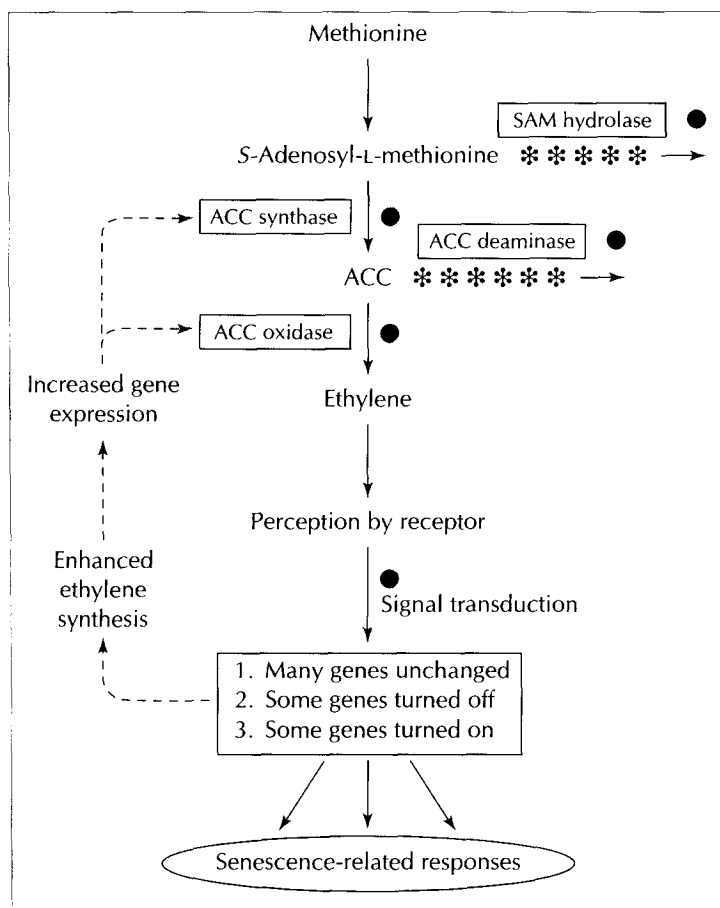 Methionine
SAM hydrolase
S-Adenosyl-L-methionine
ACC synthase
ACC deaminase
ACC
ACC oxidase
Increased gene
expression
Ethylene
Perception by receptor
Enhanced
ethylene
synthesis
Signal transduction
1. Many genes unchanged
2. Some genes turned off
3. Some genes turned on
Senescence-related responses